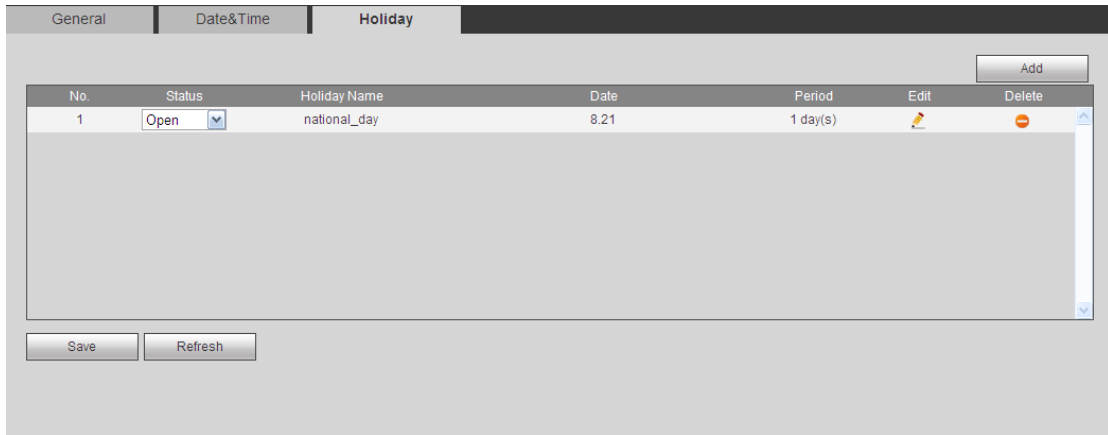 General Date&Time Holiday
Add
No. Status Holiday Name Date Period Edit Delete
1 Open national_day 8.21 1 day(s)
Save Refresh